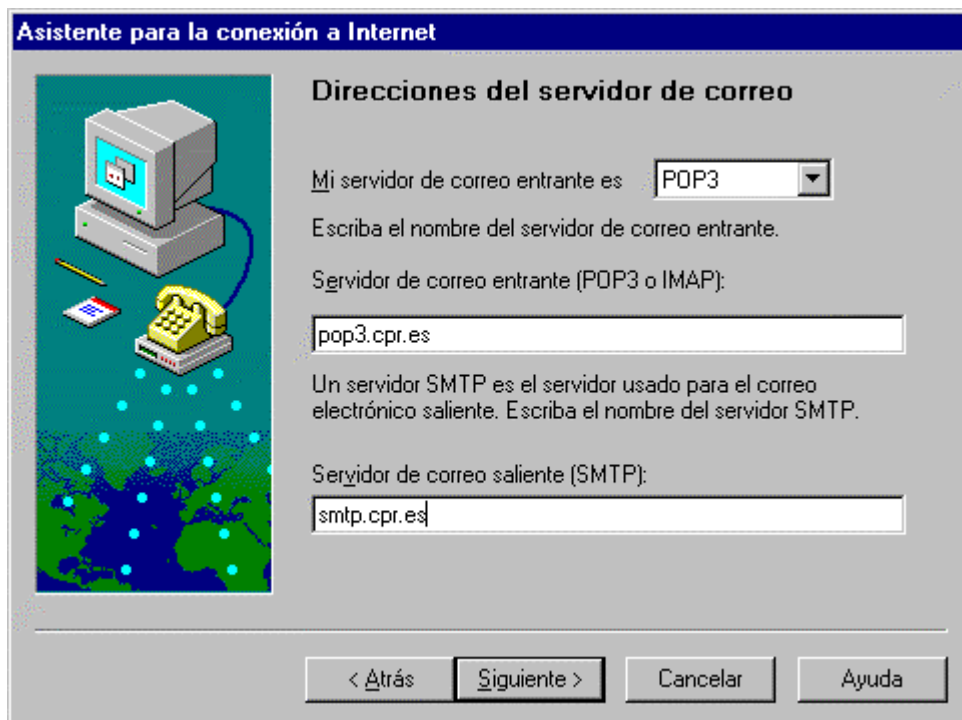 Asistente para la conexión a Internet
Direcciones del servidor de correo
Mi servidor de correo entrante es POP3
Escriba el nombre del servidor de correo entrante.
Servidor de correo entrante (POP3 o IMAP):
pop3.cpr.es
Un servidor SMTP es el servidor usado para el correo
electrónico saliente. Escriba el nombre del servidor SMTP.
Servidor de correo saliente (SMTP):
smtp.cpr.es
< Atrás Siguiente > Cancelar Ayuda